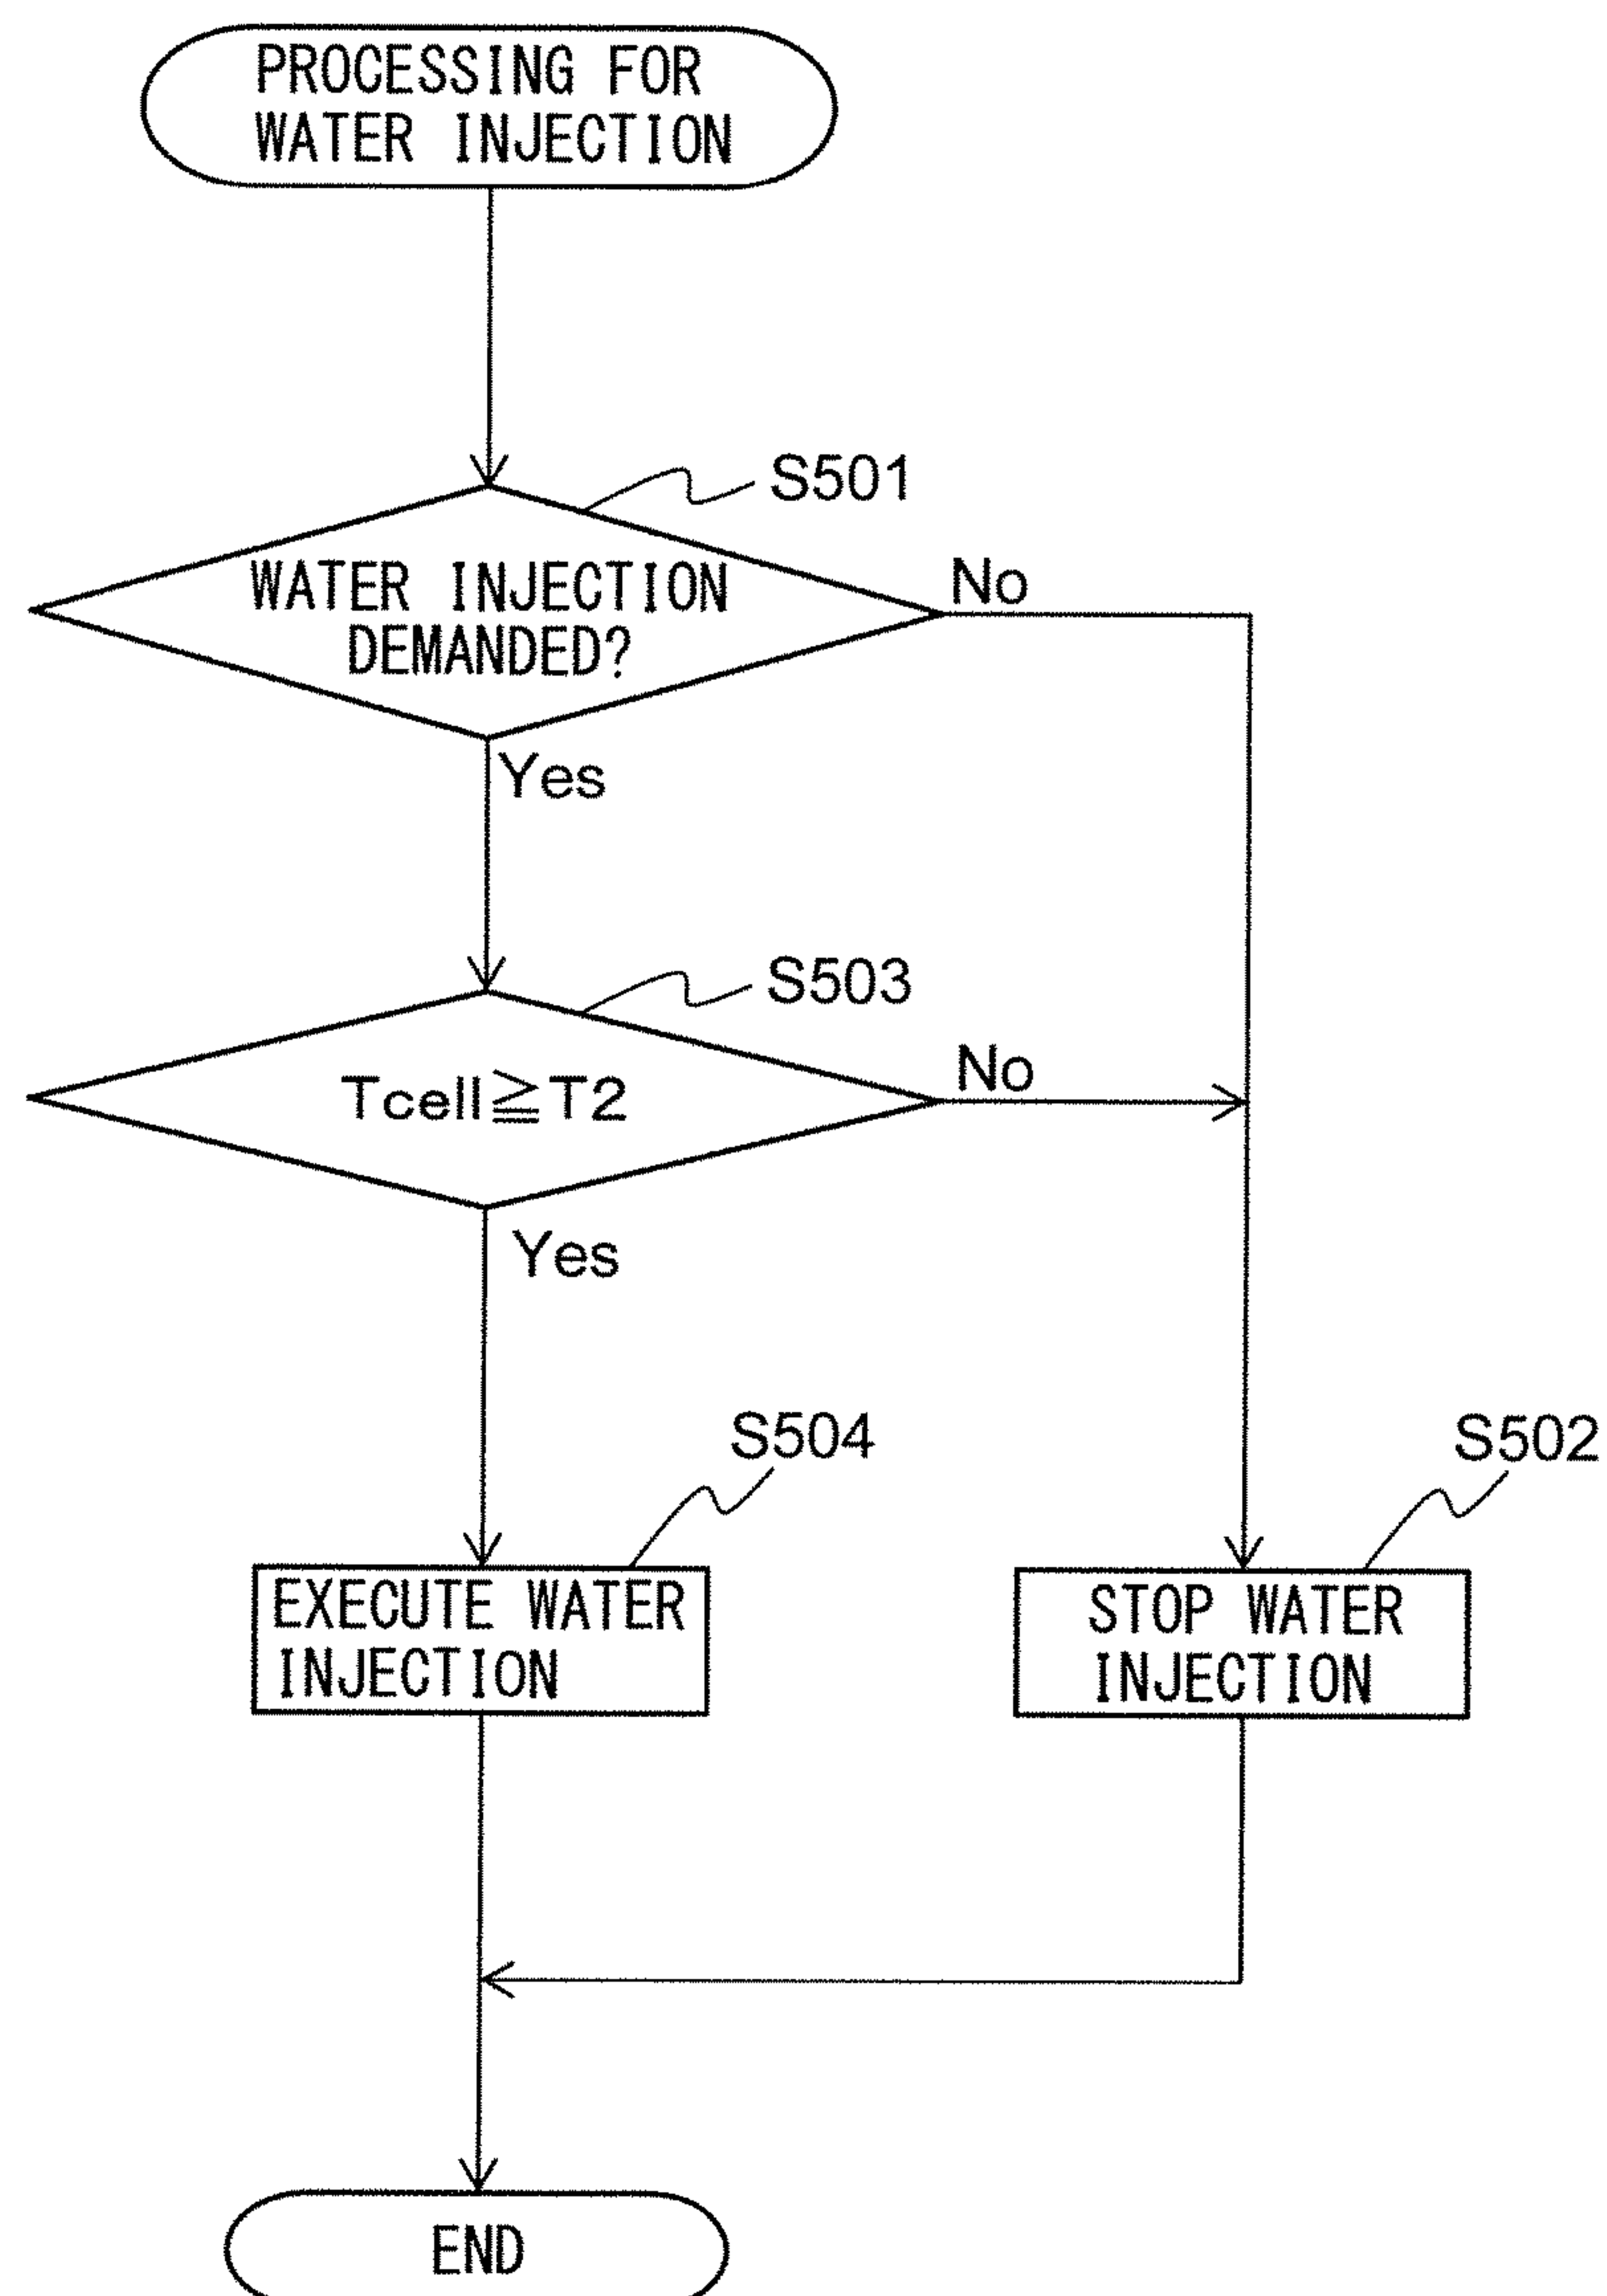 PROCESSING FOR
WATER INJECTION
S501
WATER INJECTION
DEMANDED?
No
Yes
S503
Tcell≧T2
No
Yes
S504
S502
EXECUTE WATER
INJECTION
STOP WATER
INJECTION
END